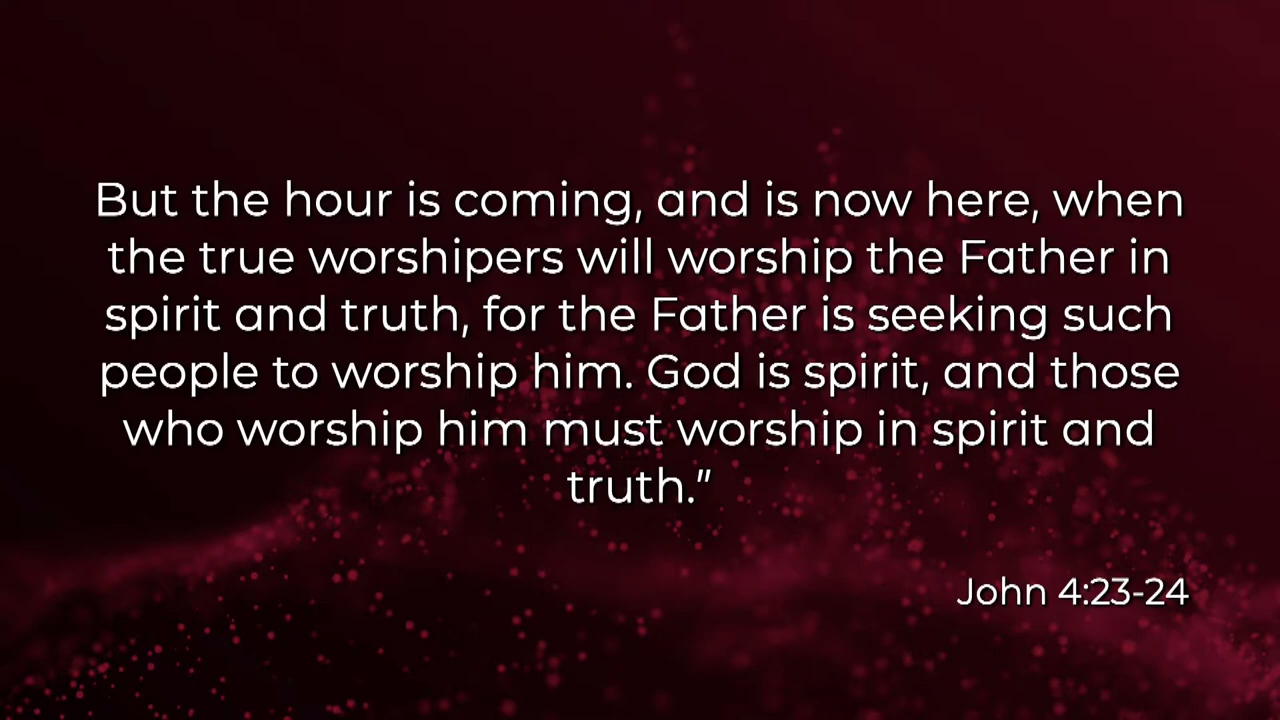 But the hour is coming, and is now here, when
the true worshipers will worship the Father in
spirit and truth, for the Father is seeking such
people to worship him. God is spirit, and those
who worship him must worship in spirit and
truth.”
John 4:23-24